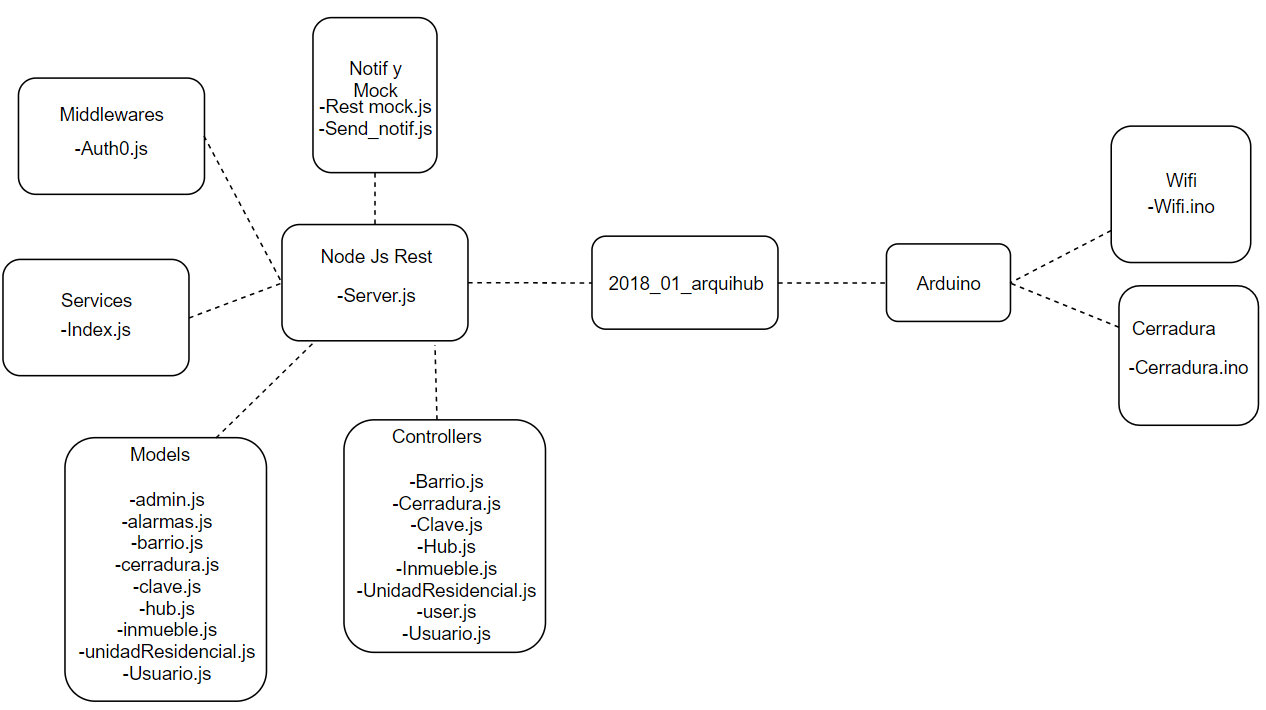 Notif y
Mock
-Rest mock.js
-Send_notif.js
Middlewares
-Auth0.js
Wifi
-Wifi.ino
Node Js Rest
-Server.js
2018_01_arquihub
Arduino
Services
-Index.js
Cerradura
-Cerradura.ino
Models
-admin.js
-alarmas.js
-barrio.js
-cerradura.js
-clave.js
-hub.js
-inmueble.js
-unidadResidencial.js
-Usuario.js
Controllers
-Barrio.js
-Cerradura.js
-Clave.js
-Hub.js
-Inmueble.js
-UnidadResidencial.js
-user.js
-Usuario.js